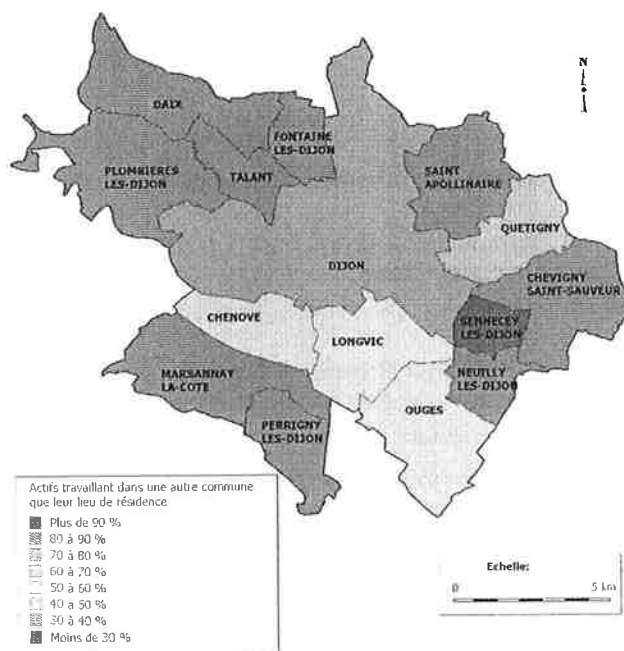 N
DAIX
FONTAINE
LES-DIJON
PLOMBIERES
LES-DIJON
TALANT
SAINT
APOLLINAIRE
QUETIGNY
DIJON
CHEVIGNY
SAINT-SAUVEUR
CHENOVE
SENNECEY
LES-DIJON
LONGVIC
MARSANNAY
LA-COTE
NEUILLY
LES-DIJON
OUGES
PERRIGNY
LES-DIJON
Actifs travaillant dans une autre commune
que leur lieu de résidence
Plus de 90 %
80 à 90 %
70 à 80 %
60 à 70 %
50 à 60 %
40 à 50 %
30 à 40 %
Moins de 30 %
Echelle:
0 5 km